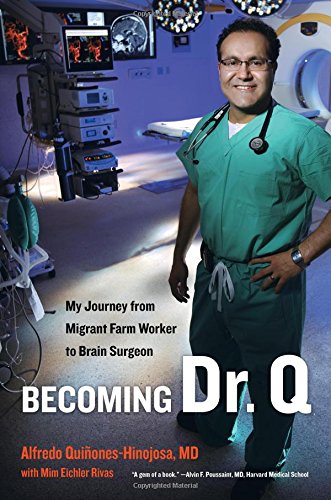 My Journey from
Migrant Farm Worker
to Brain Surgeon
BECOMING Dr. Q
Alfredo Quiñones-Hinojosa, MD
with Mim Eichler Rivas
"A gem of a book." —Alvin F. Poussaint, MD, Harvard Medical School